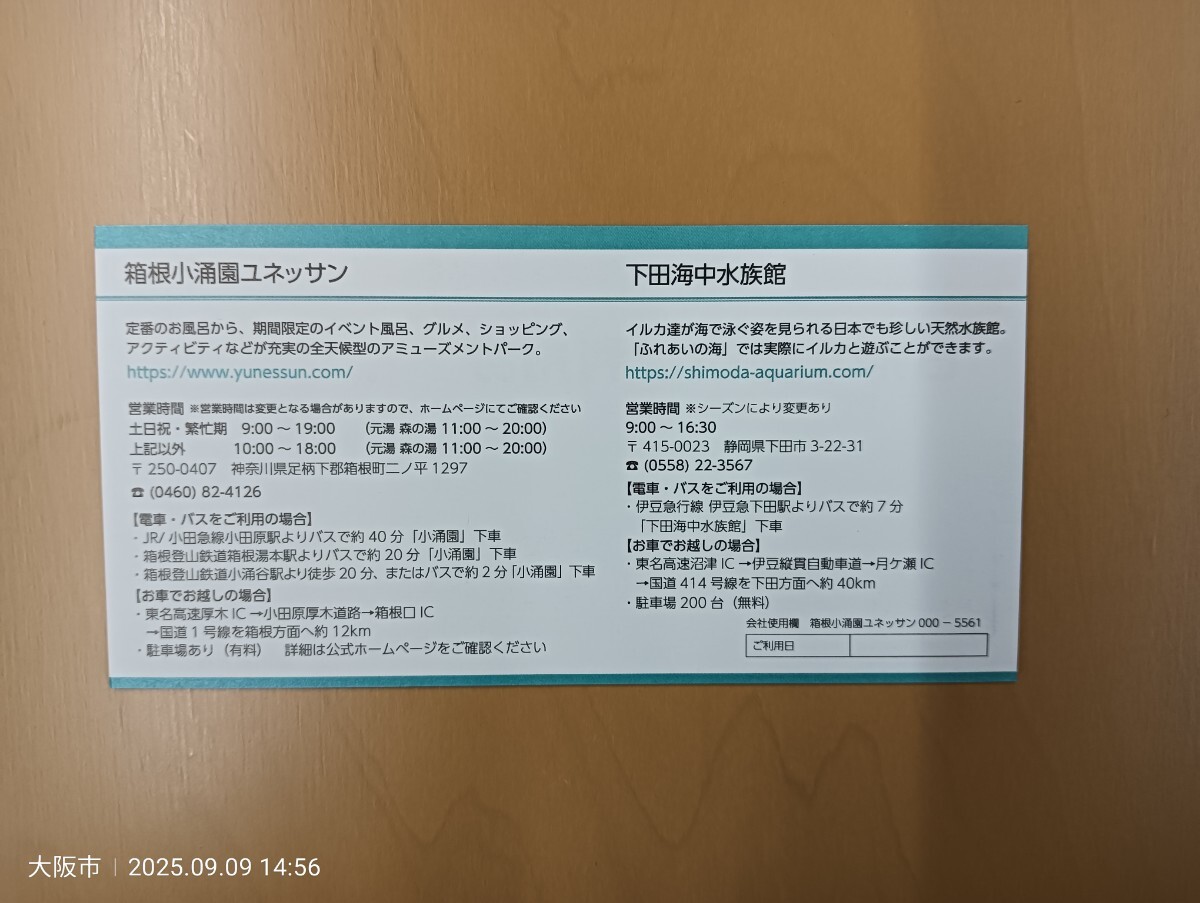 箱根小涌園ユネッサン
定番のお風呂から、期間限定のイベント風呂、グルメ、ショッピング、
アクティビティなどが充実の全天候型のアミューズメントパーク。
https://www.yunessun.com/
営業時間 ※営業時間は変更となる場合がありますので、ホームページにてご確認ください
土日祝・繁忙期 9:00 ～ 19:00 （元湯 森の湯 11:00 ～ 20:00）
上記以外 10:00 ～ 18:00 （元湯 森の湯 11:00 ～ 20:00）
〒 250-0407 神奈川県足柄下郡箱根町二ノ平 1297
☎ (0460) 82-4126
【電車・バスをご利用の場合】
・JR/ 小田急線小田原駅よりバスで約 40 分「小涌園」下車
・箱根登山鉄道箱根湯本駅よりバスで約 20 分「小涌園」下車
・箱根登山鉄道小涌谷駅より徒歩 20 分、またはバスで約 2 分「小涌園」下車
【お車でお越しの場合】
・東名高速厚木 IC →小田原厚木道路→箱根口 IC
→国道 1 号線を箱根方面へ約 12km
・駐車場あり（有料） 詳細は公式ホームページをご確認ください
下田海中水族館
イルカ達が海で泳ぐ姿を見られる日本でも珍しい天然水族館。
「ふれあいの海」では実際にイルカと遊ぶことができます。
https://shimoda-aquarium.com/
営業時間 ※シーズンにより変更あり
9:00 ～ 16:30
〒 415-0023 静岡県下田市 3-22-31
☎ (0558) 22-3567
【電車・バスをご利用の場合】
・伊豆急行線 伊豆急下田駅よりバスで約 7 分
「下田海中水族館」下車
【お車でお越しの場合】
・東名高速沼津 IC →伊豆縦貫自動車道→月ケ瀬 IC
→国道 414 号線を下田方面へ約 40km
・駐車場 200 台（無料）
会社使用欄 箱根小涌園ユネッサン 000 － 5561
ご利用日
大阪市 | 2025.09.09 14:56